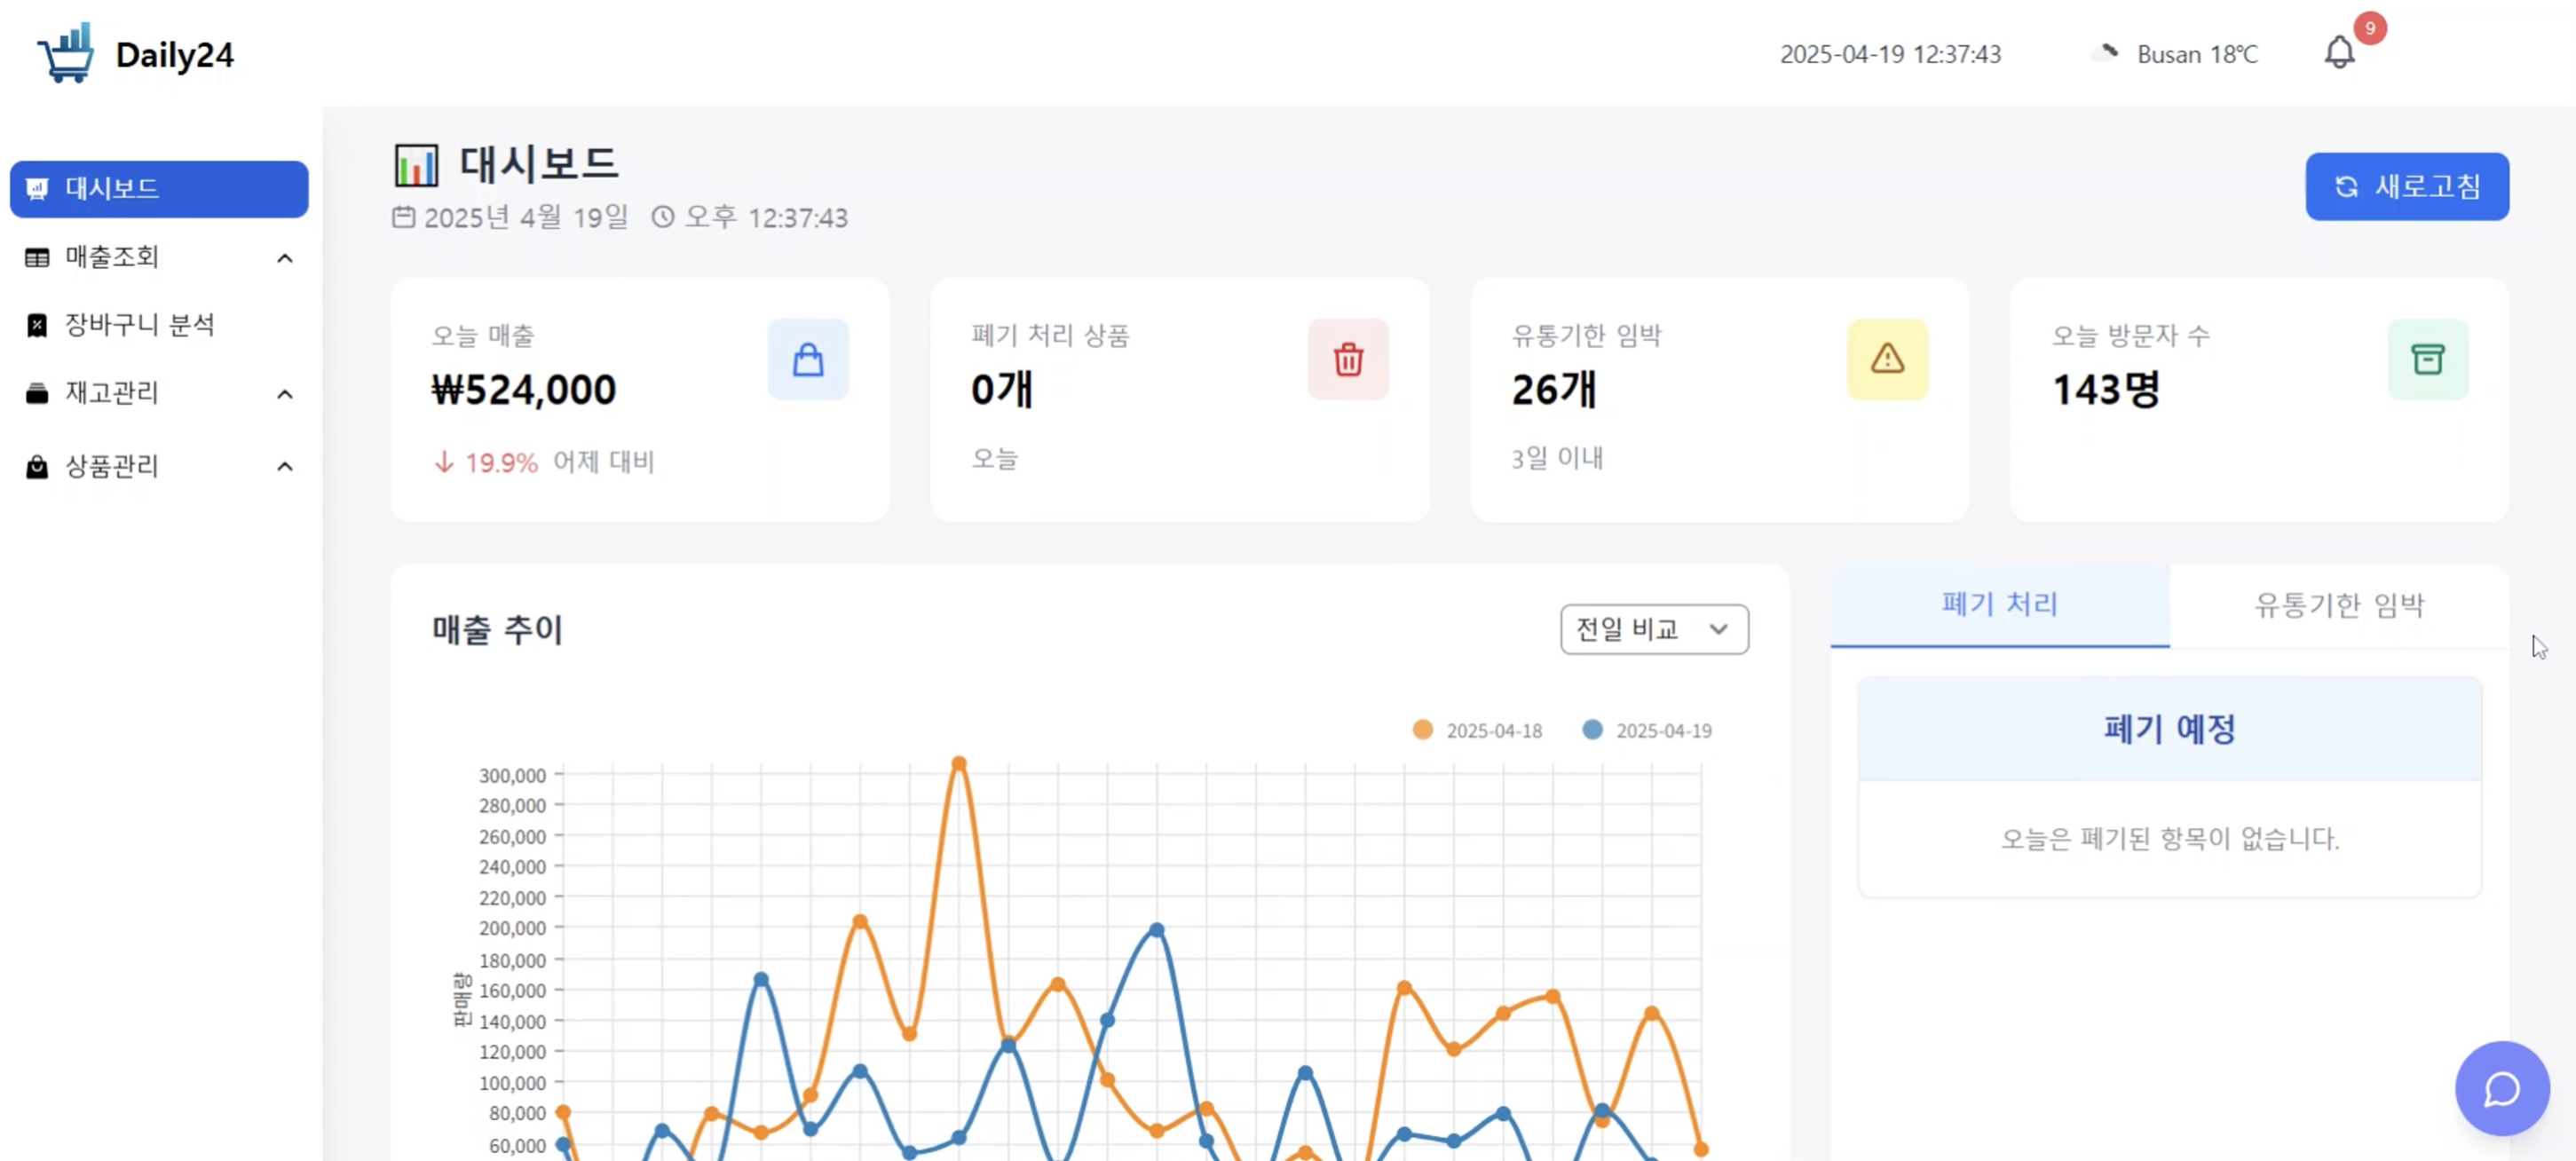 Daily24
2025-04-19 12:37:43
Busan 18℃
9
대시보드
매출조회
장바구니 분석
재고관리
상품관리
대시보드
2025년 4월 19일 오후 12:37:43
새로고침
오늘 매출
₩524,000
↓ 19.9% 어제 대비
폐기 처리 상품
0개
오늘
유통기한 임박
26개
3일 이내
오늘 방문자 수
143명
매출 추이
전일 비교
2025-04-18
2025-04-19
판매량
300,000
280,000
260,000
240,000
220,000
200,000
180,000
160,000
140,000
120,000
100,000
80,000
60,000
폐기 처리
유통기한 임박
폐기 예정
오늘은 폐기된 항목이 없습니다.